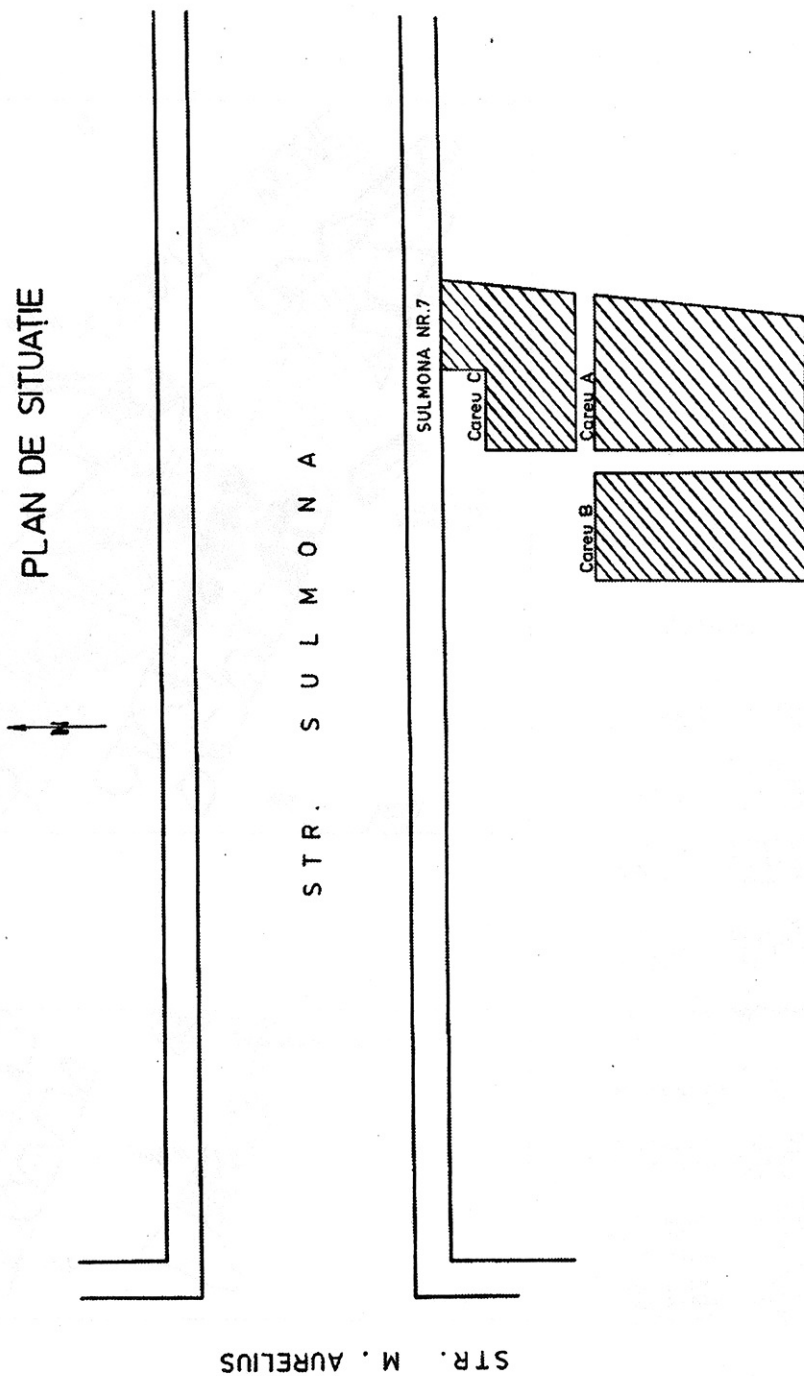 PLAN DE SITUAȚIE
N
STR. SULMONA
SULMONA NR.7
Careu C
Careu A
Careu B
STR. M. AURELIUS